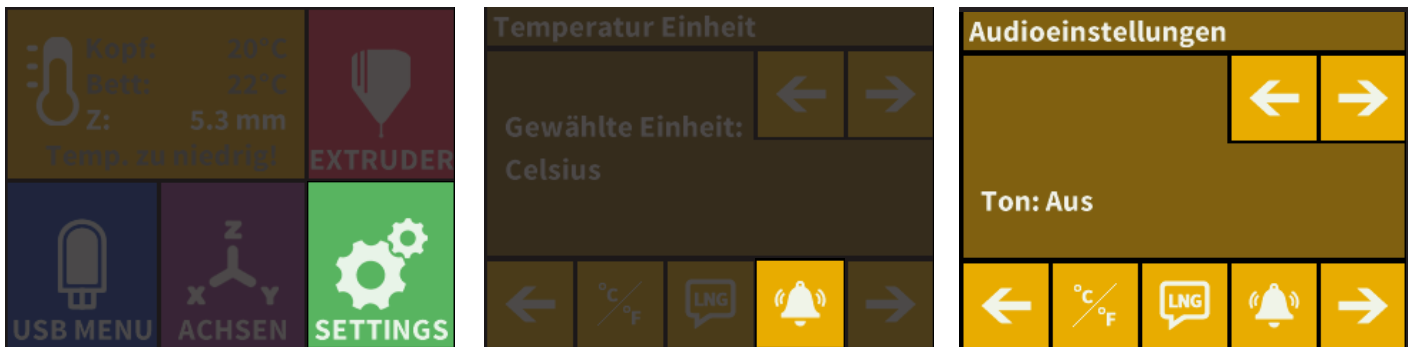 Kopf: 20°C
Bett: 22°C
Z: 5.3 mm
Temp. zu niedrig!
EXTRUDER
USB MENU
Z
X
Y
ACHSEN
SETTINGS
Temperatur Einheit
Gewählte Einheit:
Celsius
°C/°F
LNG
Audioeinstellungen
Ton: Aus
°C/°F
LNG